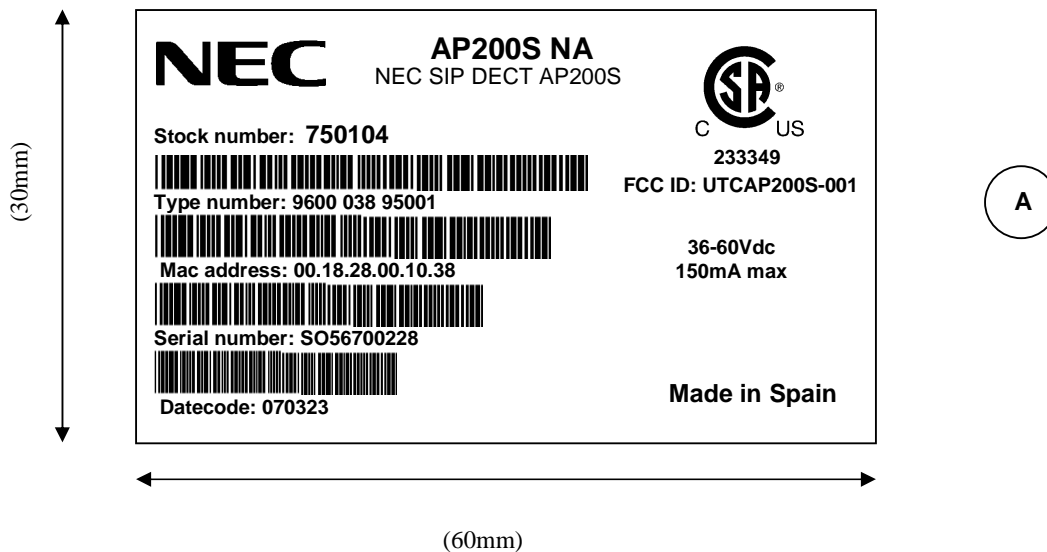 NEC
AP200S NA
NEC SIP DECT AP200S
CSA ®
C US
Stock number: 750104
233349
FCC ID: UTCAP200S-001
Type number: 9600 038 95001
36-60Vdc
150mA max
Mac address: 00.18.28.00.10.38
Serial number: SO56700228
Datecode: 070323
Made in Spain
(30mm)
(60mm)
A